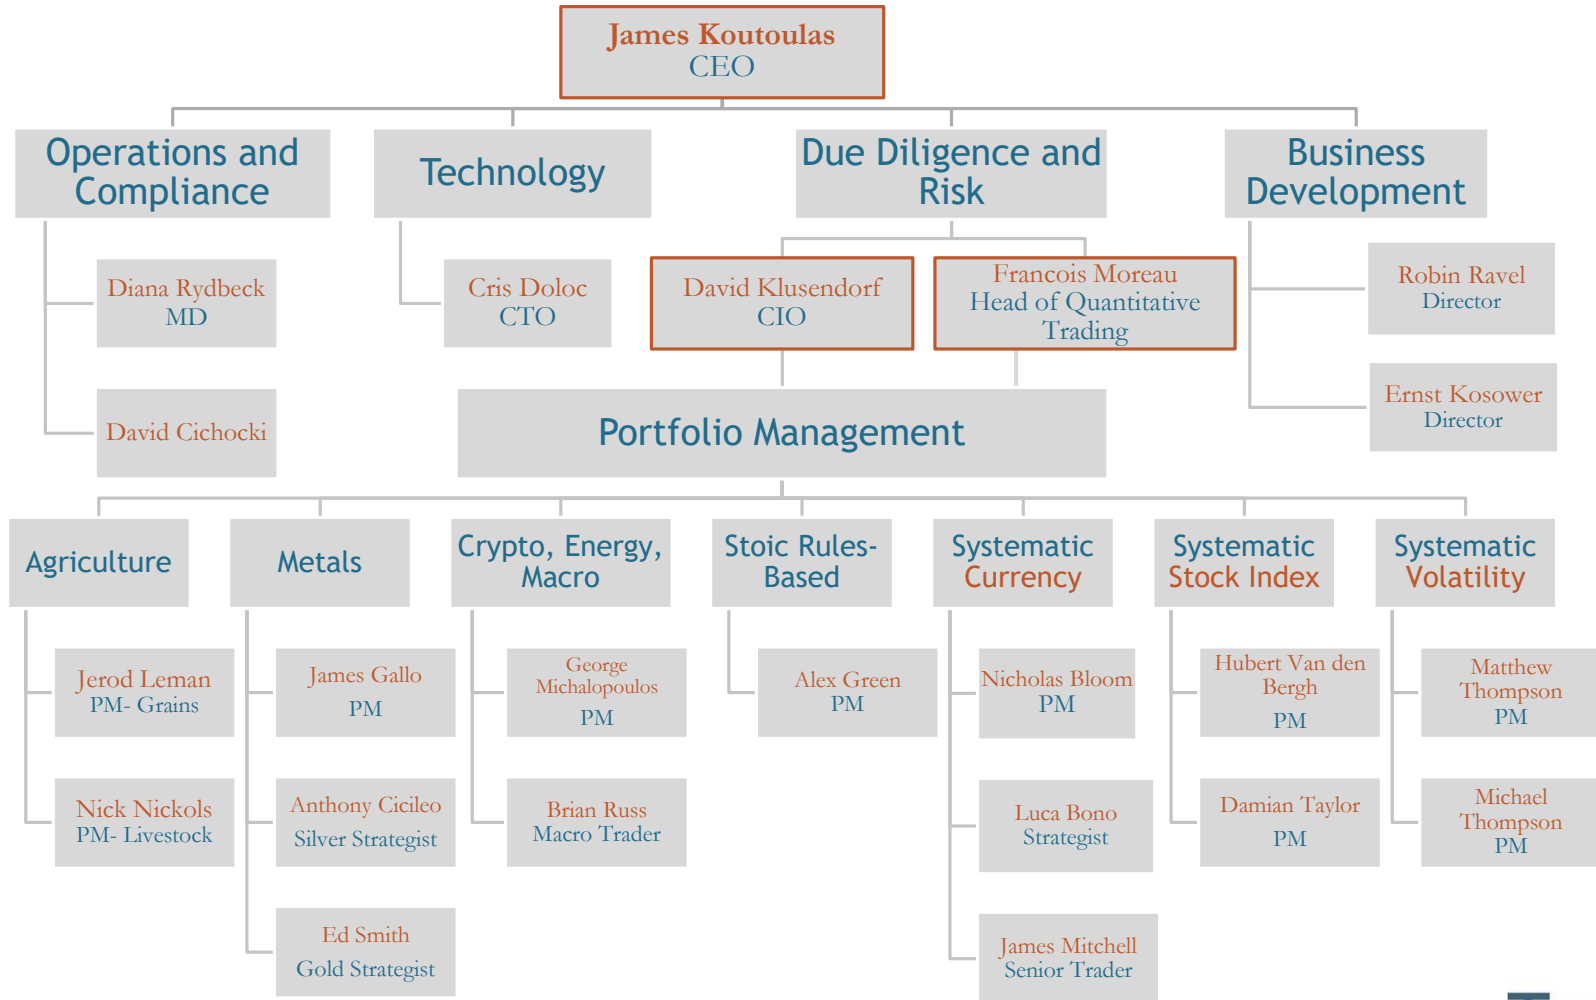 James Koutoulas
CEO
Operations and
Compliance
Technology
Due Diligence and
Risk
Business
Development
Diana Rydbeck
MD
Cris Doloc
CTO
David Klusendorf
CIO
Francois Moreau
Head of Quantitative
Trading
Robin Ravel
Director
David Cichocki
Ernst Kosower
Director
Portfolio Management
Agriculture
Metals
Crypto, Energy,
Macro
Stoic Rules-
Based
Systematic
Currency
Systematic
Stock Index
Systematic
Volatility
Jerod Leman
PM- Grains
James Gallo
PM
George
Michalopoulos
PM
Alex Green
PM
Nicholas Bloom
PM
Hubert Van den
Bergh
PM
Matthew
Thompson
PM
Nick Nickols
PM- Livestock
Anthony Cicileo
Silver Strategist
Brian Russ
Macro Trader
Luca Bono
Strategist
Damian Taylor
PM
Michael
Thompson
PM
Ed Smith
Gold Strategist
James Mitchell
Senior Trader